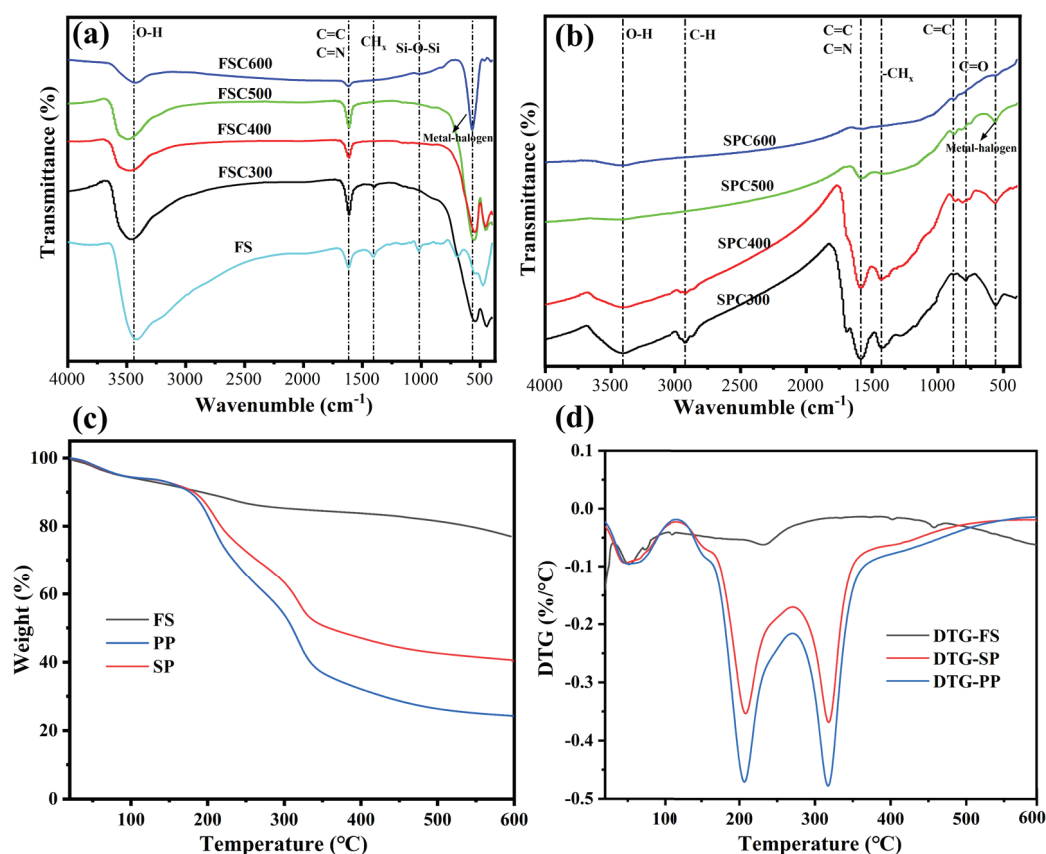 (a)
O-H
C=C
C=N
CHx
Si-O-Si
FSC600
FSC500
FSC400
FSC300
FS
Metal-halogen
Transmittance (%)
4000 3500 3000 2500 2000 1500 1000 500
Wavenumble (cm⁻¹)
(b)
O-H
C-H
C=C
C=N
-CHx
C=C
C=O
SPC600
SPC500
SPC400
SPC300
Metal-halogen
Transmittance (%)
4000 3500 3000 2500 2000 1500 1000 500
Wavenumble (cm⁻¹)
(c)
100
80
60
40
20
0
Weight (%)
FS
PP
SP
100 200 300 400 500 600
Temperature (℃)
(d)
0.1
0.0
-0.1
-0.2
-0.3
-0.4
-0.5
DTG (%/°C)
DTG-FS
DTG-SP
DTG-PP
100 200 300 400 500 600
Temperature (℃)